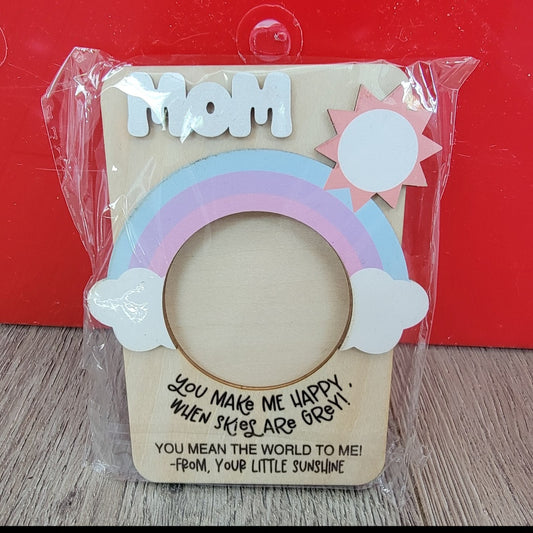 MOM
YOU MAKE ME HAPPY,
WHEN SKIES ARE GREY!
YOU MEAN THE WORLD TO ME!
-FROM, YOUR LITTLE SUNSHINE